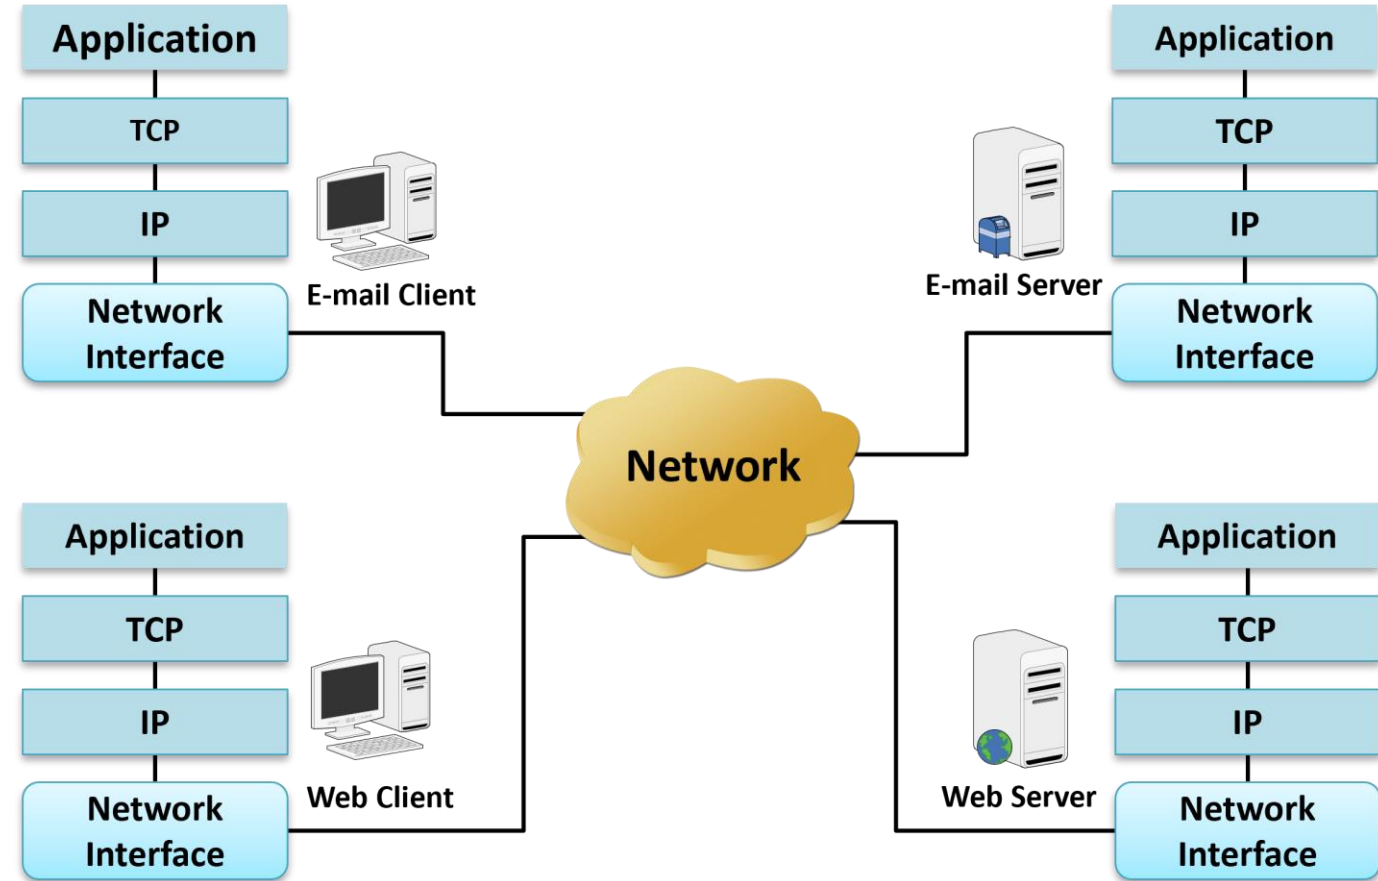 Application
TCP
IP
Network
Interface
E-mail Client
Application
TCP
IP
Network
Interface
E-mail Server
Network
Application
TCP
IP
Network
Interface
Web Client
Application
TCP
IP
Network
Interface
Web Server